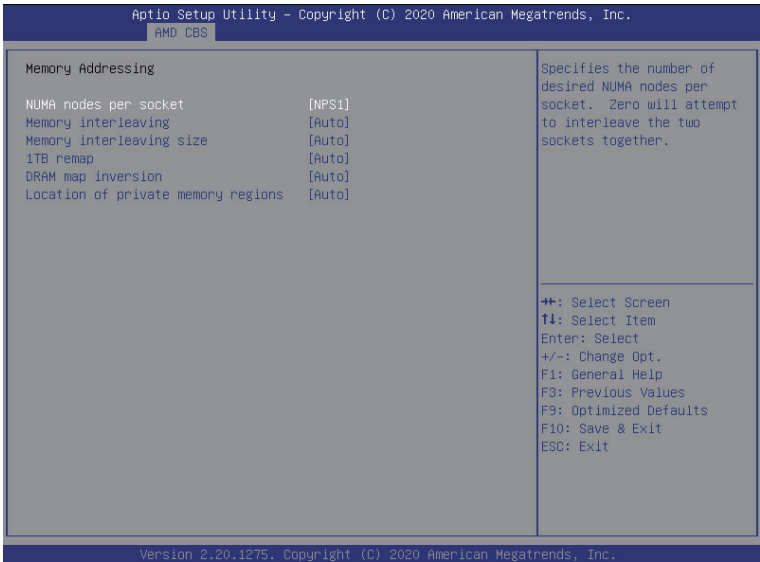 Aptio Setup Utility – Copyright (C) 2020 American Megatrends, Inc.
AMD CBS
Memory Addressing
NUMA nodes per socket [NPS1]
Memory interleaving [Auto]
Memory interleaving size [Auto]
1TB remap [Auto]
DRAM map inversion [Auto]
Location of private memory regions [Auto]
Specifies the number of
desired NUMA nodes per
socket. Zero will attempt
to interleave the two
sockets together.
→←: Select Screen
↑↓: Select Item
Enter: Select
+/-: Change Opt.
F1: General Help
F3: Previous Values
F9: Optimized Defaults
F10: Save & Exit
ESC: Exit
Version 2.20.1275. Copyright (C) 2020 American Megatrends, Inc.